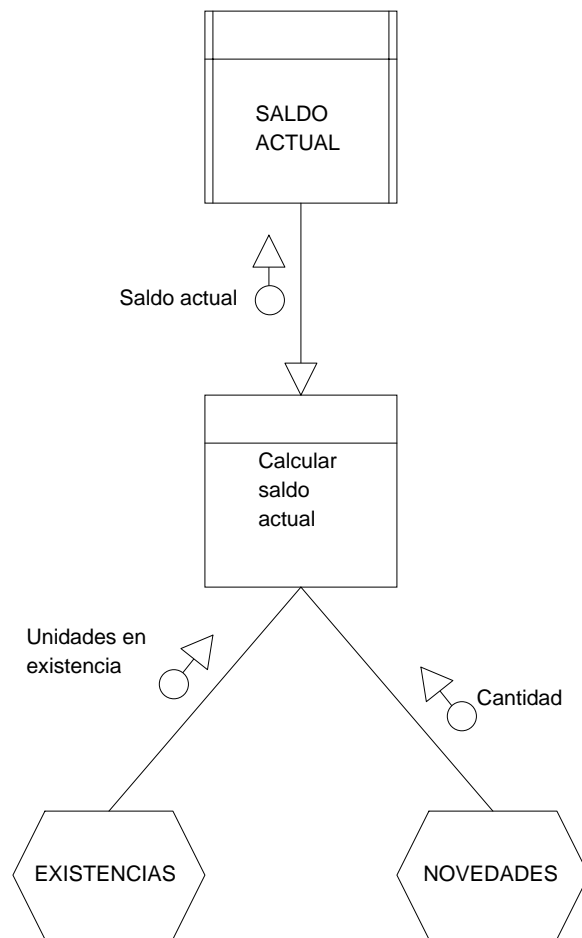 SALDO
ACTUAL
Saldo actual
Calcular
saldo
actual
Unidades en
existencia
Cantidad
EXISTENCIAS
NOVEDADES